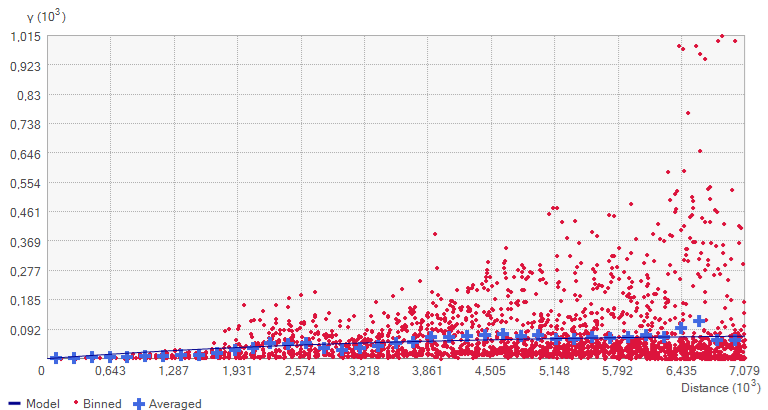 γ (10³)
1,015
0,923
0,83
0,738
0,646
0,554
0,461
0,369
0,277
0,185
0,092
0 0,643 1,287 1,931 2,574 3,218 3,861 4,505 5,148 5,792 6,435 7,079
Distance (10³)
Model Binned Averaged